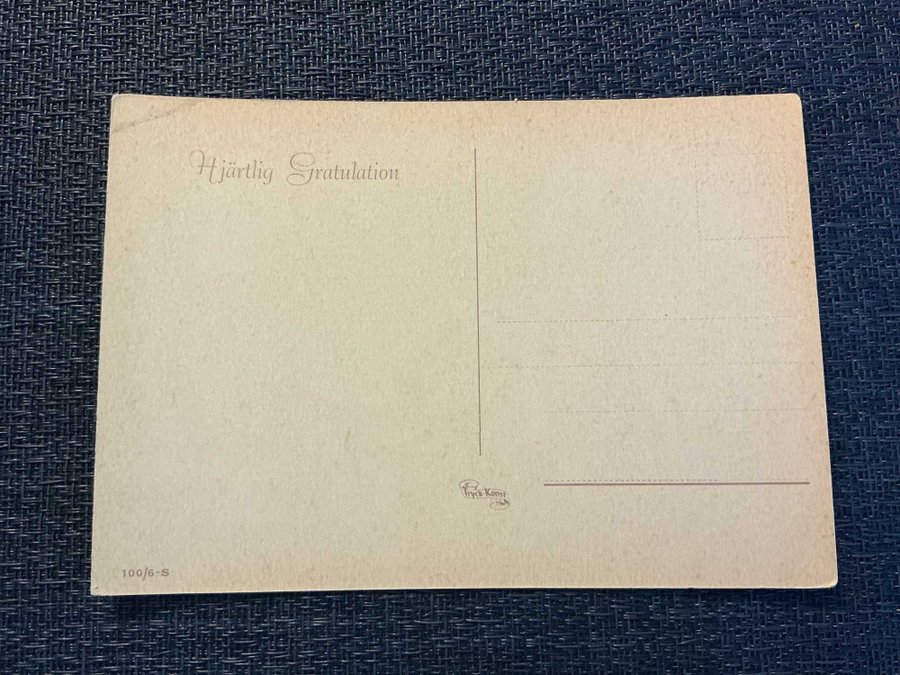 Hjärtlig Gratulation
Tryck-Konst
100/6-S